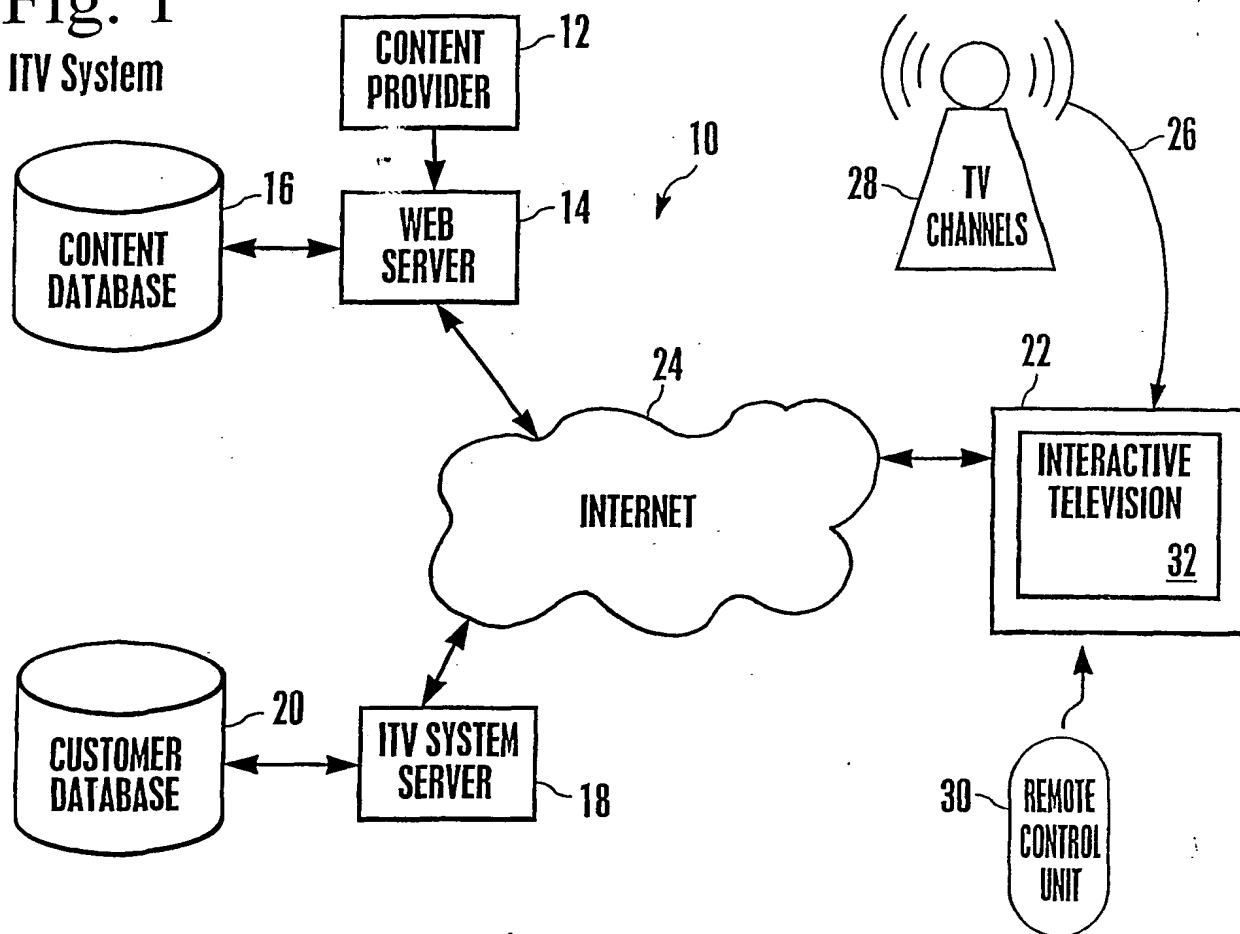 Fig. 1
ITV System
CONTENT
PROVIDER
12
10
26
28
TV
CHANNELS
16
CONTENT
DATABASE
14
WEB
SERVER
24
INTERNET
22
INTERACTIVE
TELEVISION
32
20
CUSTOMER
DATABASE
ITV SYSTEM
SERVER
18
30
REMOTE
CONTROL
UNIT